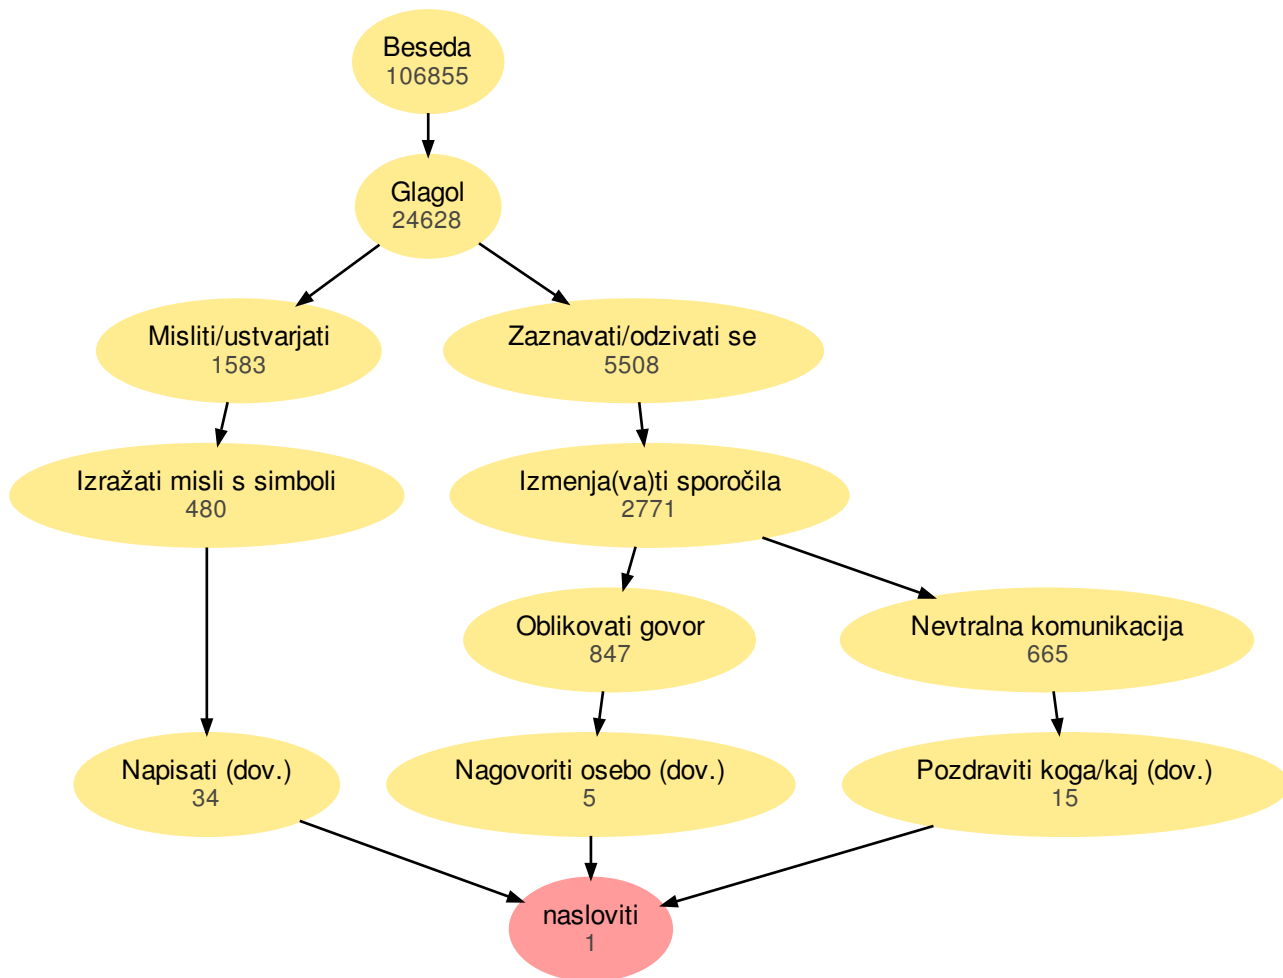 Beseda
106855
Glagol
24628
Misliti/ustvarjati
1583
Zaznavati/odzivati se
5508
Izražati misli s simboli
480
Izmenja(va)ti sporočila
2771
Oblikovati govor
847
Nevtralna komunikacija
665
Napisati (dov.)
34
Nagovoriti osebo (dov.)
5
Pozdraviti koga/kaj (dov.)
15
nasloviti
1